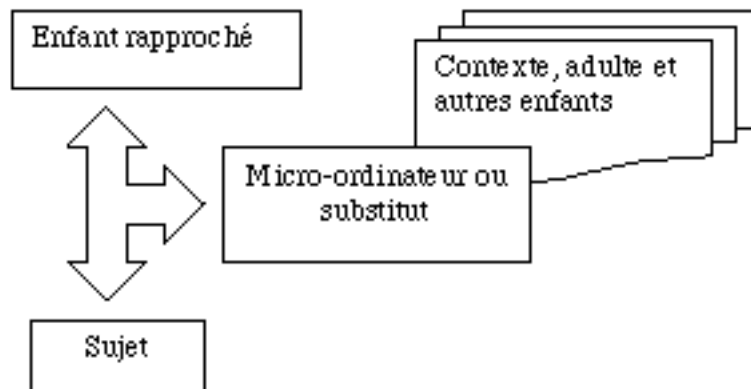 Enfant rapproché
Contexte, adulte et
autres enfants
Micro-ordinateur ou
substitut
Sujet